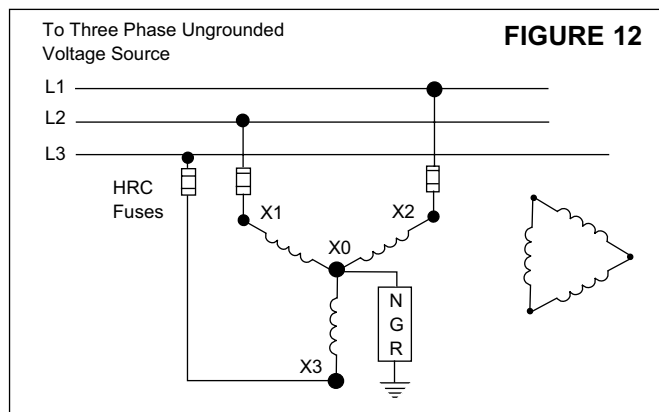 To Three Phase Ungrounded
Voltage Source
FIGURE 12
L1
L2
L3
HRC
Fuses
X1
X2
X0
N
G
R
X3